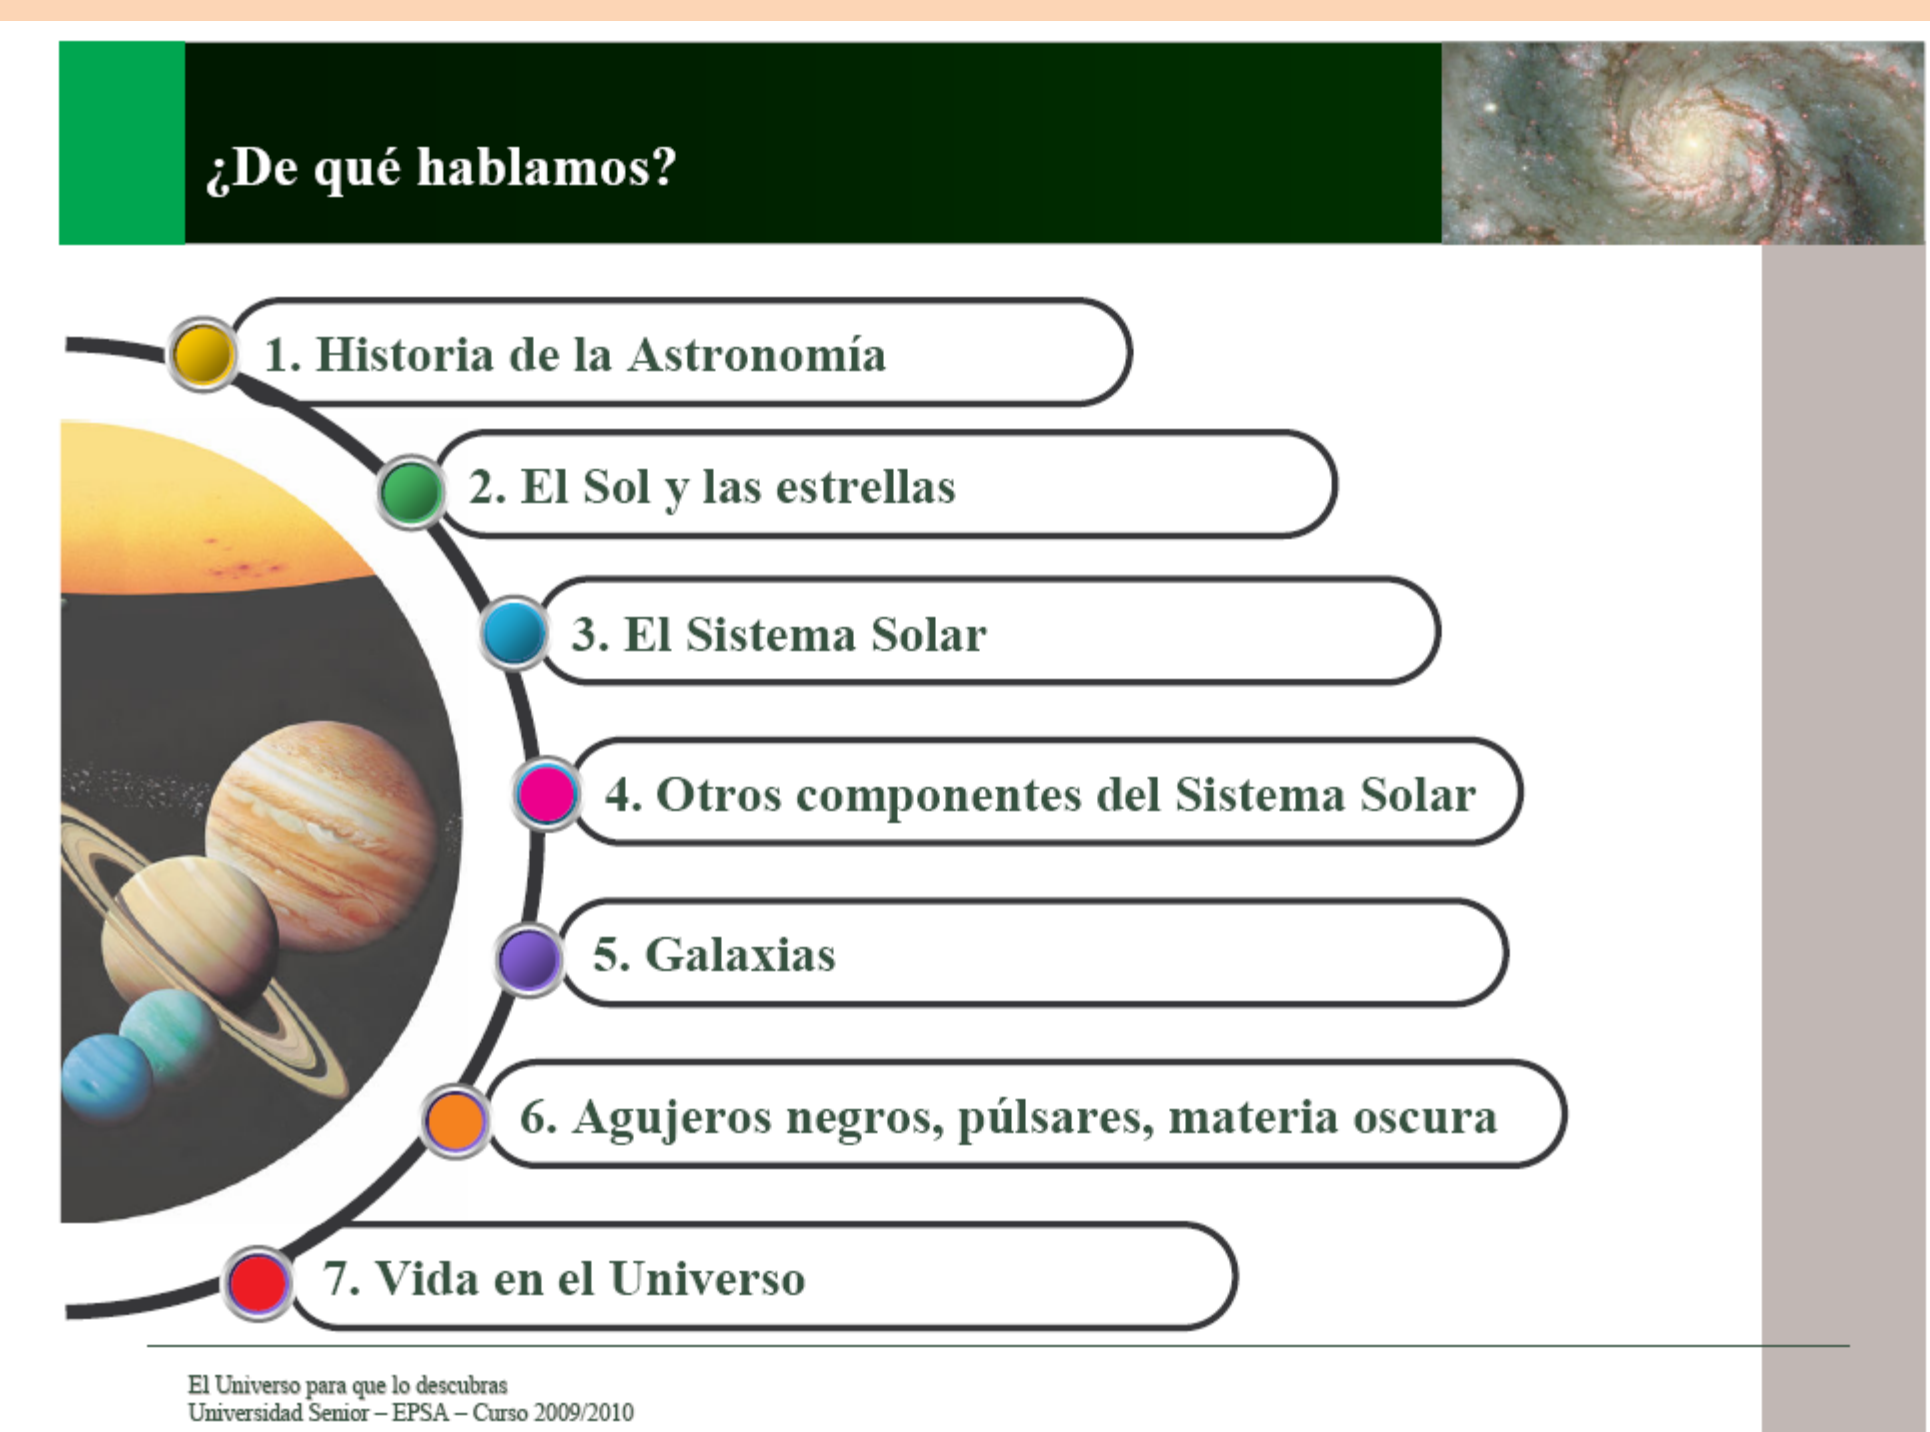 ¿De qué hablamos?
1. Historia de la Astronomía
2. El Sol y las estrellas
3. El Sistema Solar
4. Otros componentes del Sistema Solar
5. Galaxias
6. Agujeros negros, púlsares, materia oscura
7. Vida en el Universo
El Universo para que lo descubras
Universidad Senior – EPSA – Curso 2009/2010